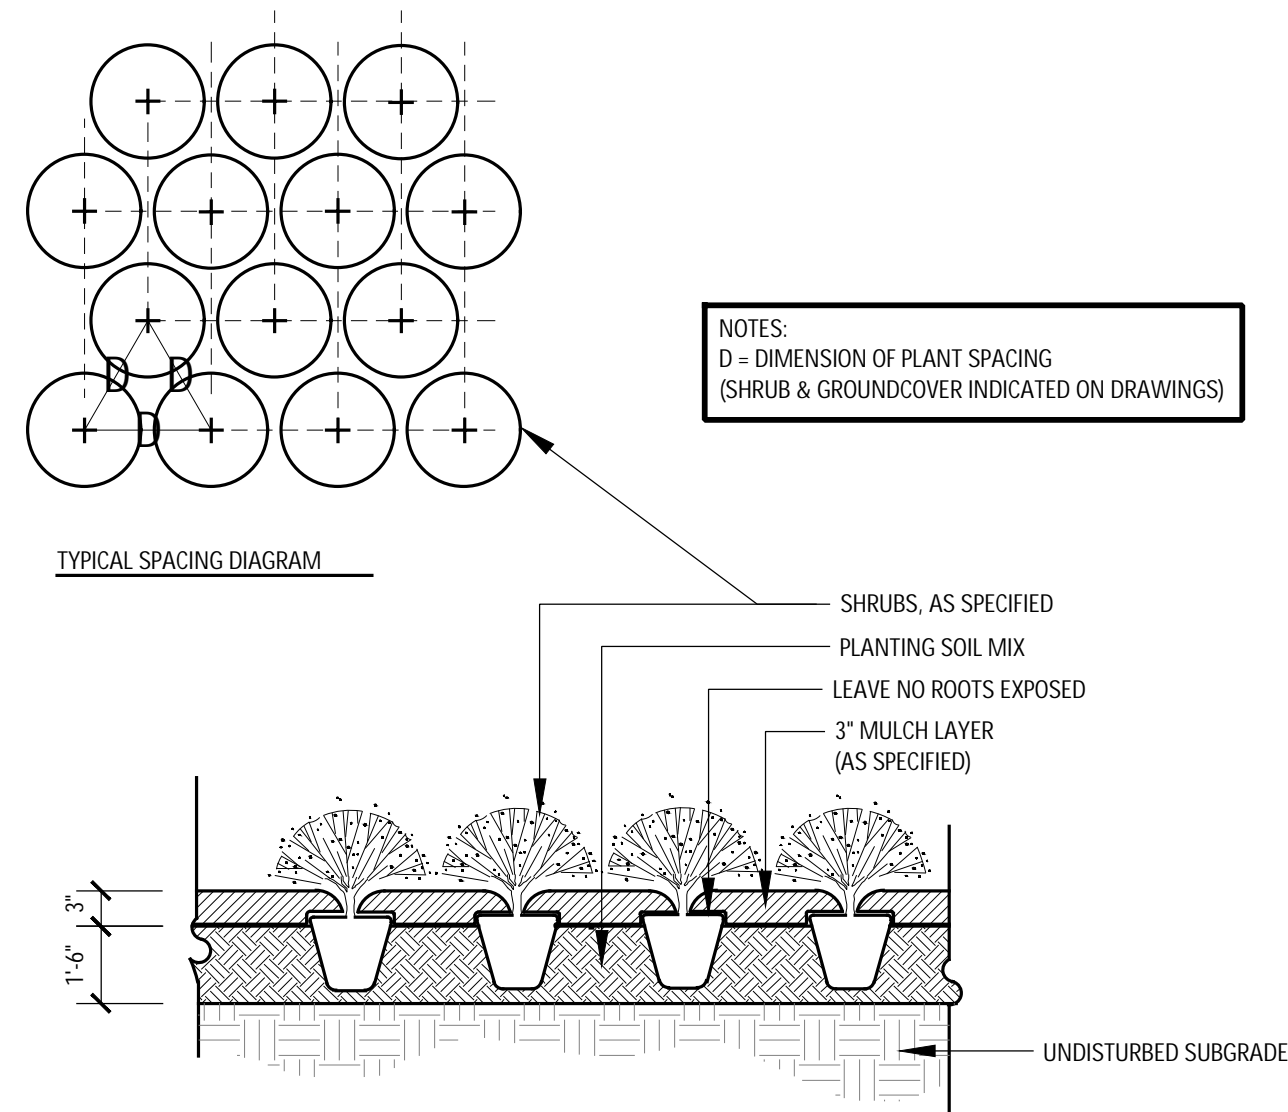 D D
D
NOTES:
D = DIMENSION OF PLANT SPACING
(SHRUB & GROUNDCOVER INDICATED ON DRAWINGS)
TYPICAL SPACING DIAGRAM
SHRUBS, AS SPECIFIED
PLANTING SOIL MIX
LEAVE NO ROOTS EXPOSED
3" MULCH LAYER
(AS SPECIFIED)
3"
1'-6"
UNDISTURBED SUBGRADE